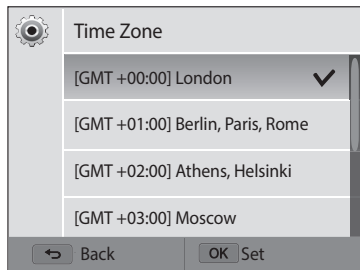 Time Zone
[GMT +00:00] London
[GMT +01:00] Berlin, Paris, Rome
[GMT +02:00] Athens, Helsinki
[GMT +03:00] Moscow
Back OK Set